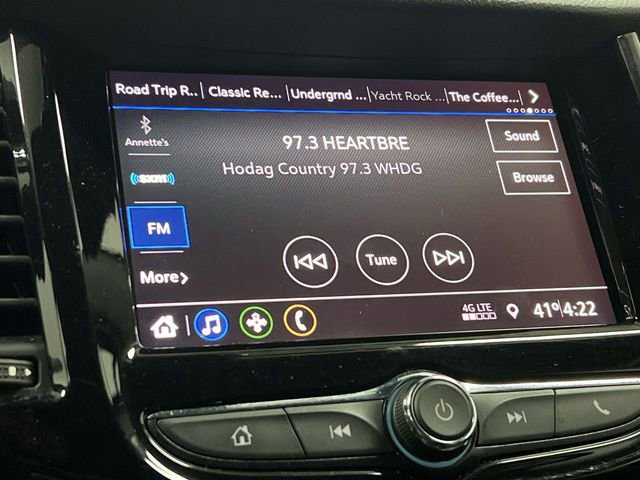 Road Trip R.. Classic Re... Undergrnd ... Yacht Rock ... The Coffee...
Annette's
97.3 HEARTBRE
Sound
Hodag Country 97.3 WHDG
Browse
((sxm))
FM
Tune
More
4G LTE
41° 4:22